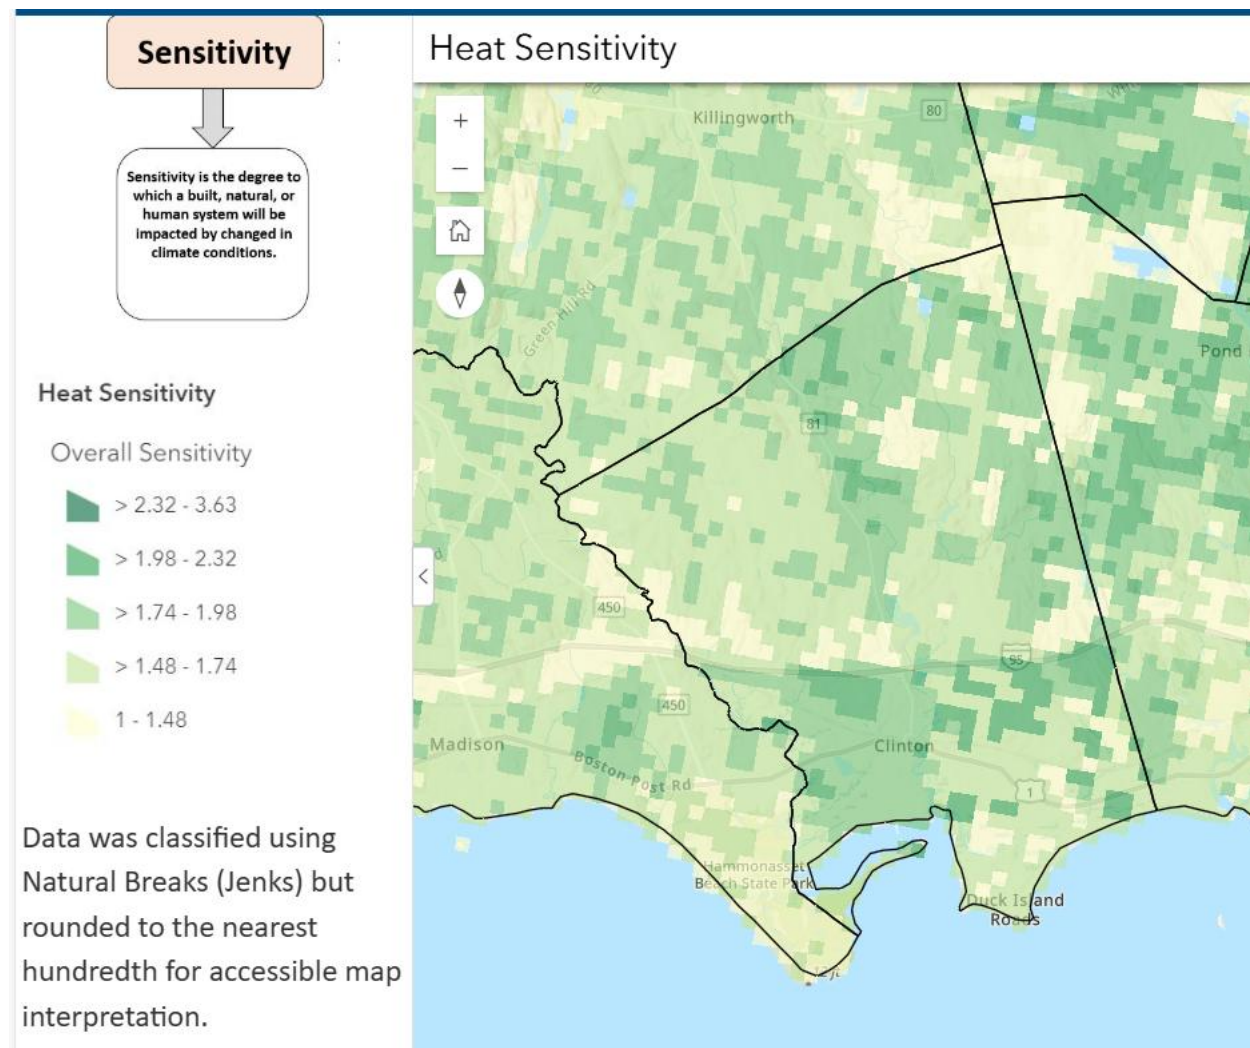 Sensitivity
Sensitivity is the degree to
which a built, natural, or
human system will be
impacted by changed in
climate conditions.
Heat Sensitivity
Overall Sensitivity
> 2.32 - 3.63
> 1.98 - 2.32
> 1.74 - 1.98
> 1.48 - 1.74
1 - 1.48
Data was classified using
Natural Breaks (Jenks) but
rounded to the nearest
hundredth for accessible map
interpretation.
Heat Sensitivity
+
−
Killingworth
80
80
Green Hill Rd
Pond
81
450
95
450
Madison
Clinton
Boston Post Rd
1
Hammonasset
Beach State Park
Duck Island
Roads